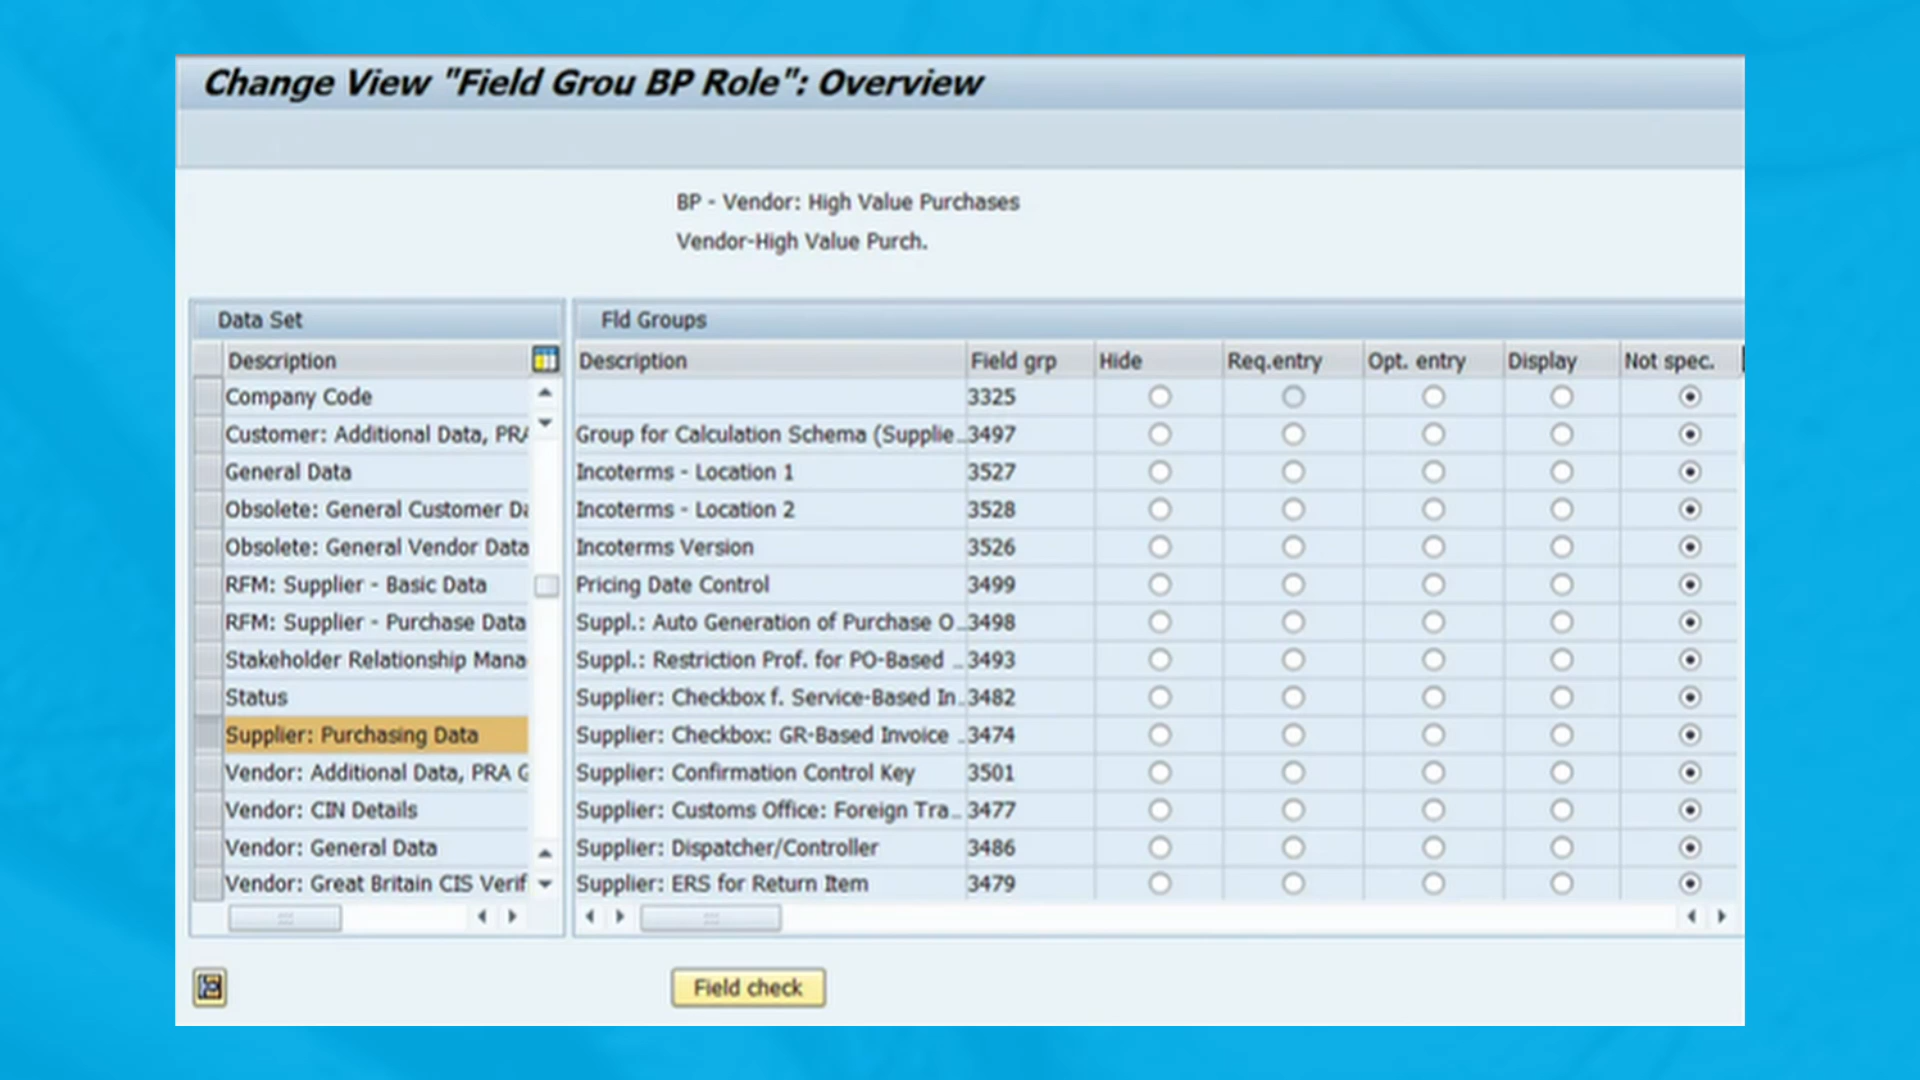 Change View "Field Grou BP Role": Overview
BP - Vendor: High Value Purchases
Vendor-High Value Purch.
Data Set
Description
Company Code
Customer: Additional Data, PRA
General Data
Obsolete: General Customer Da
Obsolete: General Vendor Data
RFM: Supplier - Basic Data
RFM: Supplier - Purchase Data
Stakeholder Relationship Mana
Status
Supplier: Purchasing Data
Vendor: Additional Data, PRA G
Vendor: CIN Details
Vendor: General Data
Vendor: Great Britain CIS Verif
Fld Groups
Description Field grp Hide Req.entry Opt. entry Display Not spec.
3325
Group for Calculation Schema (Supplie... 3497
Incoterms - Location 1 3527
Incoterms - Location 2 3528
Incoterms Version 3526
Pricing Date Control 3499
Suppl.: Auto Generation of Purchase O... 3498
Suppl.: Restriction Prof. for PO-Based ... 3493
Supplier: Checkbox f. Service-Based In... 3482
Supplier: Checkbox: GR-Based Invoice ... 3474
Supplier: Confirmation Control Key 3501
Supplier: Customs Office: Foreign Tra... 3477
Supplier: Dispatcher/Controller 3486
Supplier: ERS for Return Item 3479
Field check